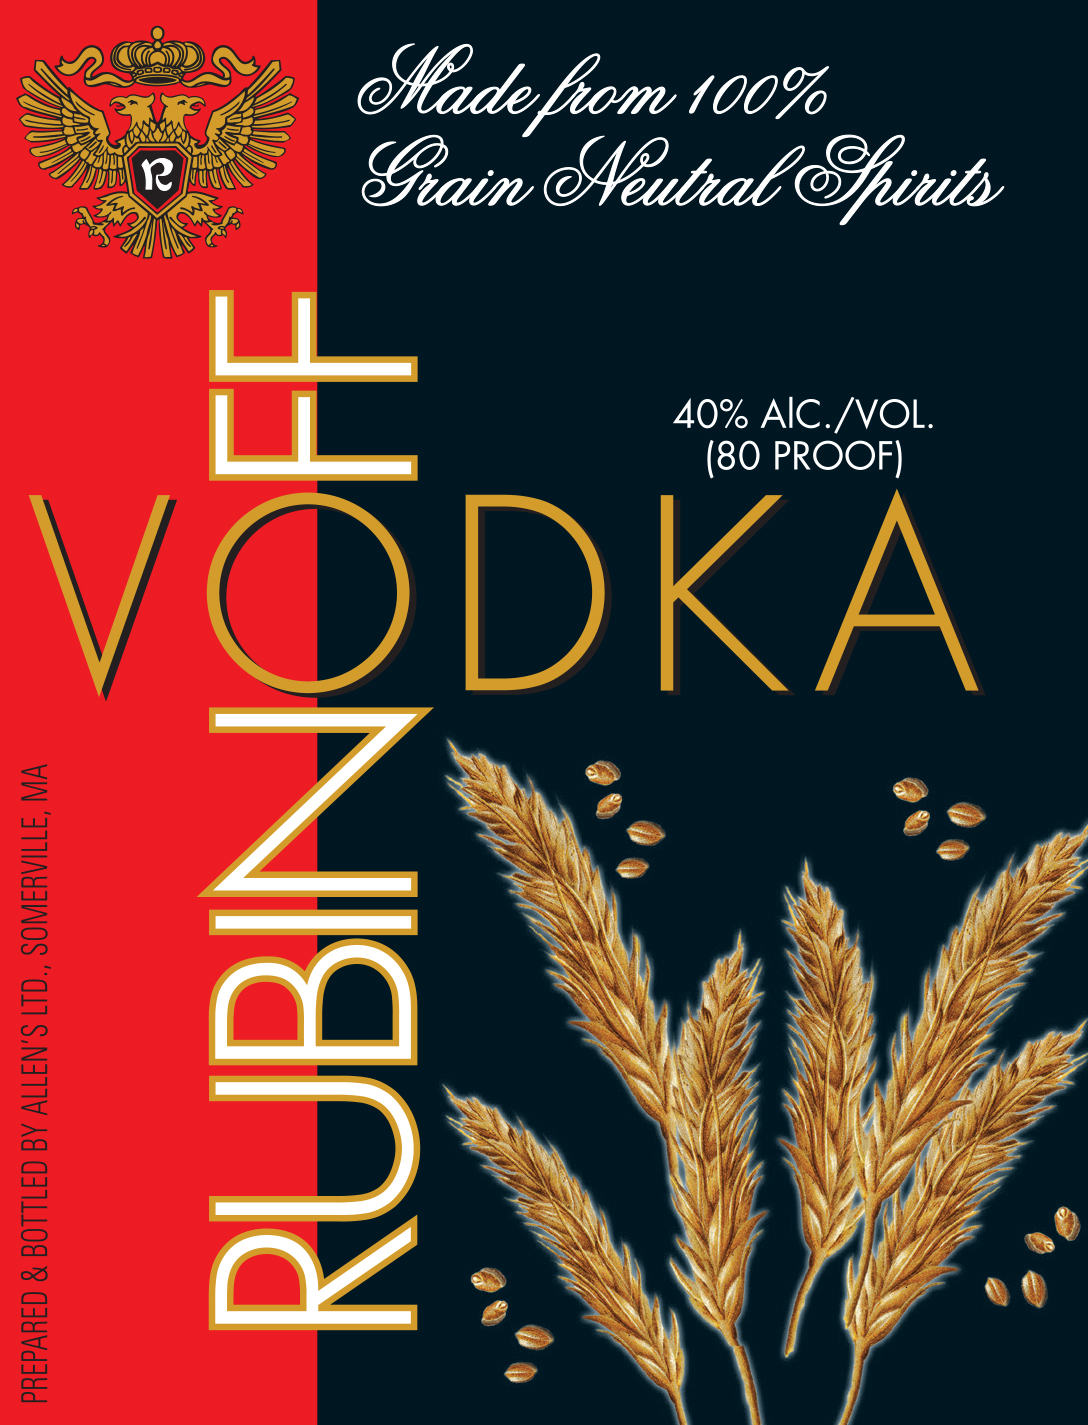 R
Made from 100%
Grain Neutral Spirits
40% AlC./VOL.
(80 PROOF)
VODKA
RUBINOFF
PREPARED & BOTTLED BY ALLEN'S LTD., SOMERVILLE, MA